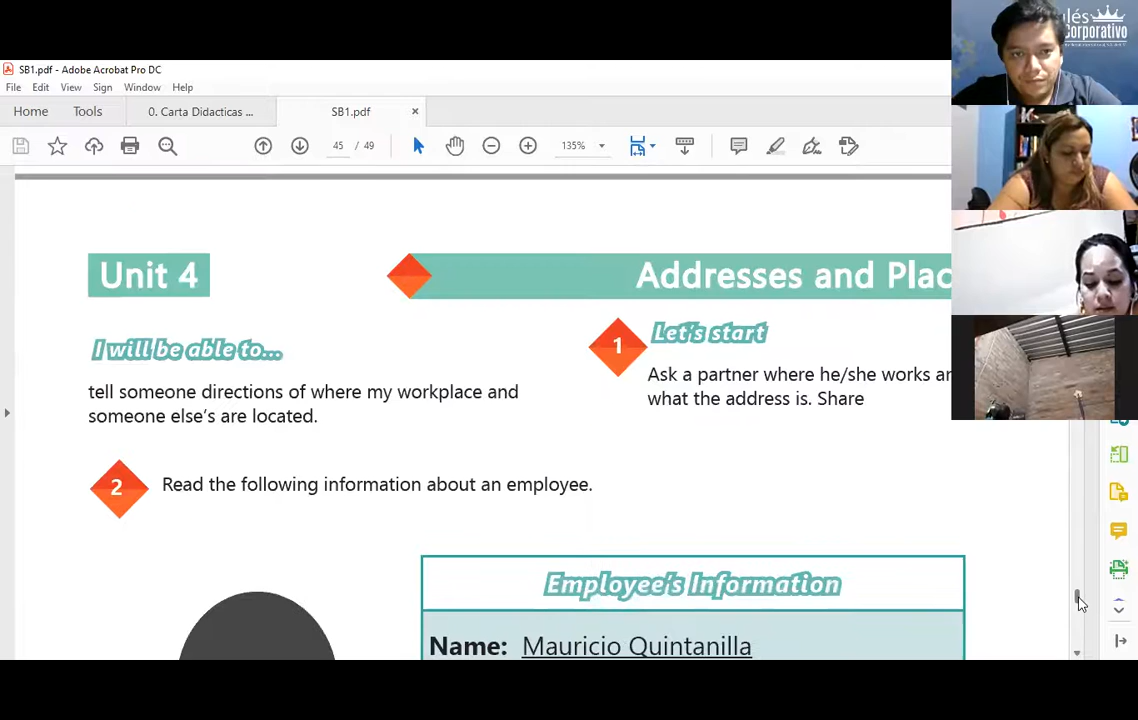 SB1.pdf - Adobe Acrobat Pro DC
File Edit View Sign Window Help
Home Tools 0. Carta Didacticas ... SB1.pdf ×
45 / 49 135%
Unit 4
Addresses and Plac
I will be able to...
tell someone directions of where my workplace and
someone else's are located.
1 Let's start
Ask a partner where he/she works an
what the address is. Share
2 Read the following information about an employee.
Employee's Information
Name: Mauricio Quintanilla
lés
Corporativo